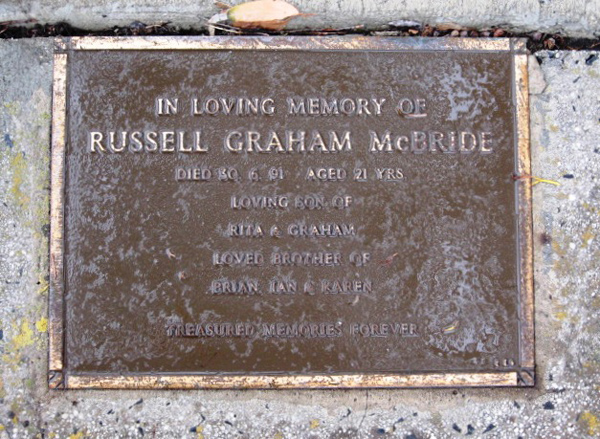 IN LOVING MEMORY OF
RUSSELL GRAHAM McBRIDE
DIED 30. 6. 91 AGED 21 YRS.
LOVING SON OF
RITA & GRAHAM
LOVED BROTHER OF
BRIAN, IAN & KAREN
TREASURED MEMORIES FOREVER